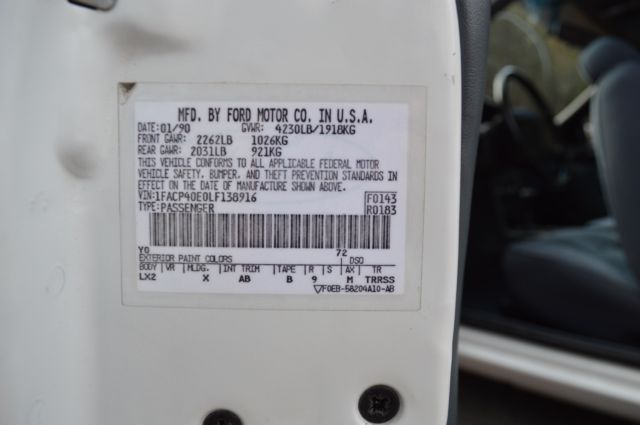 MFD. BY FORD MOTOR CO. IN U.S.A.
DATE: 01/90 GVWR: 4230LB/1918KG
FRONT GAWR: 2262LB 1026KG
REAR GAWR: 2031LB 921KG
THIS VEHICLE CONFORMS TO ALL APPLICABLE FEDERAL MOTOR
VEHICLE SAFETY, BUMPER, AND THEFT PREVENTION STANDARDS IN
EFFECT ON THE DATE OF MANUFACTURE SHOWN ABOVE.
VIN: 1FACP40E0LF138916 F0143
TYPE: PASSENGER R0183
YO 72
EXTERIOR PAINT COLORS DSO
BODY VR MLDG. INT TRIM TAPE R S AX TR
LX2 X AB B 9 M TRRSS
F0EB-58204A10-AB